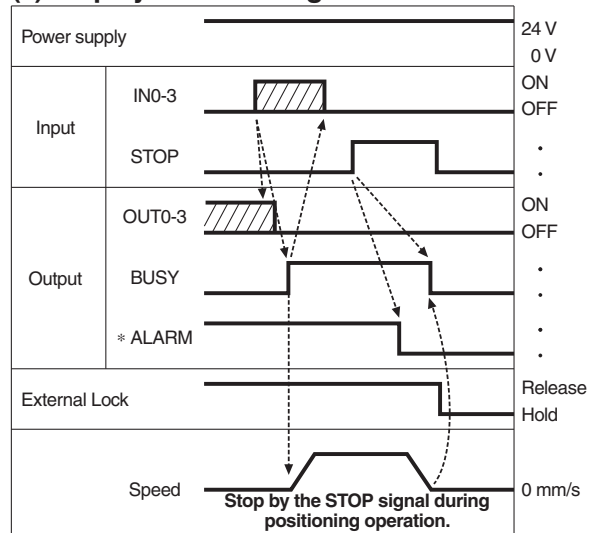 Power supply
24 V
0 V
Input
IN0-3
ON
OFF
STOP
Output
OUT0-3
ON
OFF
BUSY
* ALARM
External Lock
Release
Hold
Speed
0 mm/s
Stop by the STOP signal during
positioning operation.